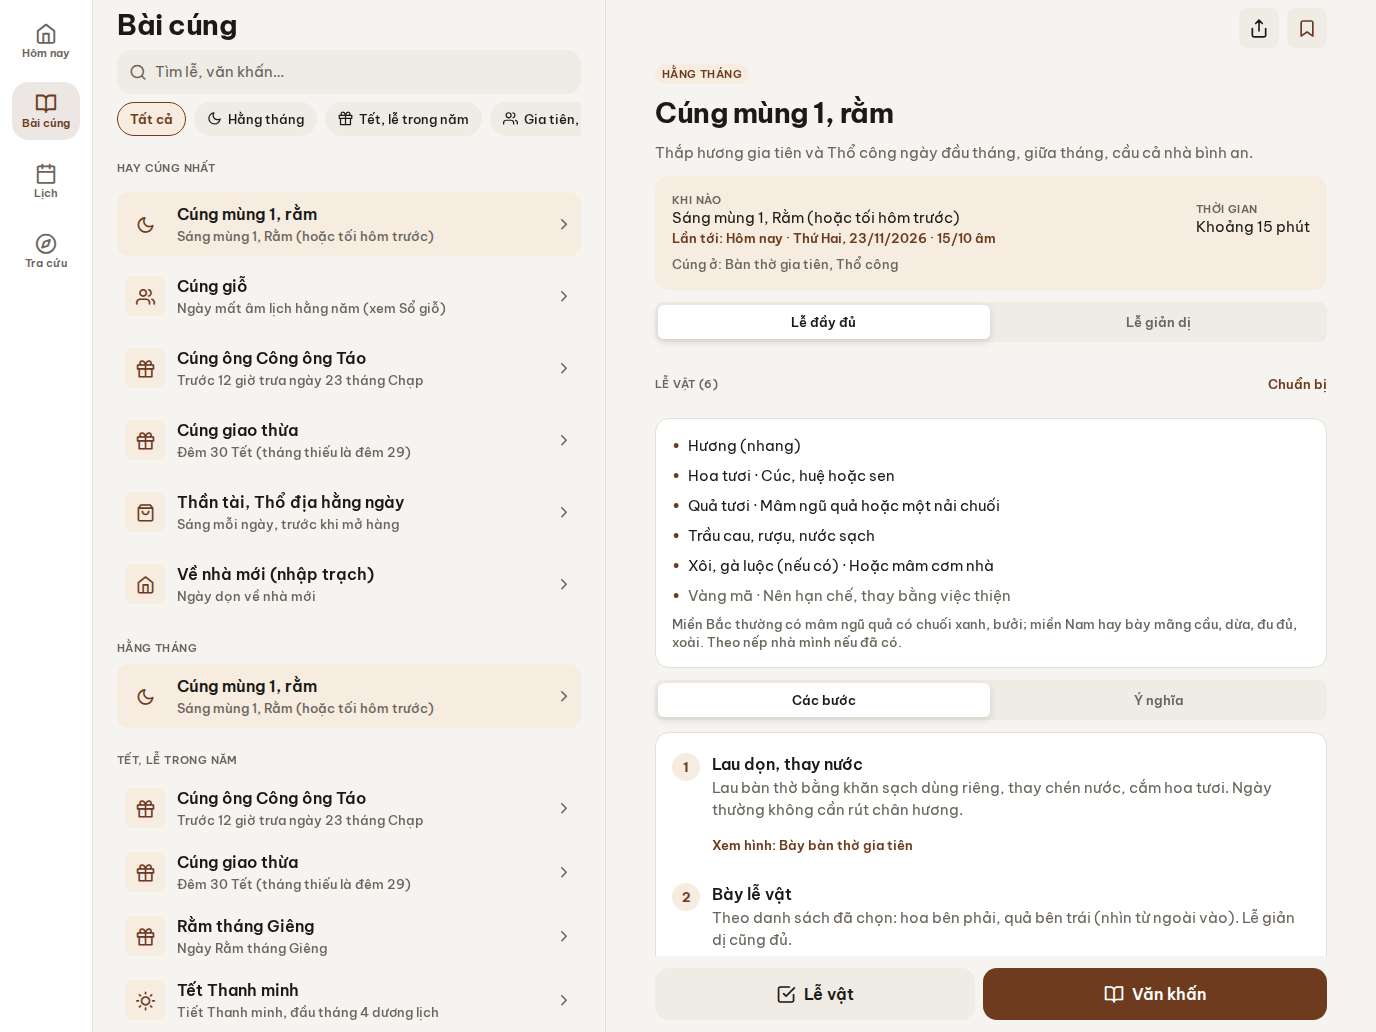 Hôm nay
Bài cúng
Lịch
Tra cứu
Bài cúng
Tìm lễ, văn khấn...
Tất cả
Hằng tháng
Tết, lễ trong năm
Gia tiên,
HAY CÚNG NHẤT
Cúng mùng 1, rằm
Sáng mùng 1, Rằm (hoặc tối hôm trước)
Cúng giỗ
Ngày mất âm lịch hằng năm (xem Sổ giỗ)
Cúng ông Công ông Táo
Trước 12 giờ trưa ngày 23 tháng Chạp
Cúng giao thừa
Đêm 30 Tết (tháng thiếu là đêm 29)
Thần tài, Thổ địa hằng ngày
Sáng mỗi ngày, trước khi mở hàng
Về nhà mới (nhập trạch)
Ngày dọn về nhà mới
HẰNG THÁNG
Cúng mùng 1, rằm
Sáng mùng 1, Rằm (hoặc tối hôm trước)
TẾT, LỄ TRONG NĂM
Cúng ông Công ông Táo
Trước 12 giờ trưa ngày 23 tháng Chạp
Cúng giao thừa
Đêm 30 Tết (tháng thiếu là đêm 29)
Rằm tháng Giêng
Ngày Rằm tháng Giêng
Tết Thanh minh
Tiết Thanh minh, đầu tháng 4 dương lịch
HẰNG THÁNG
Cúng mùng 1, rằm
Thắp hương gia tiên và Thổ công ngày đầu tháng, giữa tháng, cầu cả nhà bình an.
KHI NÀO
Sáng mùng 1, Rằm (hoặc tối hôm trước)
Lần tới: Hôm nay · Thứ Hai, 23/11/2026 · 15/10 âm
Cúng ở: Bàn thờ gia tiên, Thổ công
THỜI GIAN
Khoảng 15 phút
Lễ đầy đủ
Lễ giản dị
LỄ VẬT (6)
Chuẩn bị
• Hương (nhang)
• Hoa tươi · Cúc, huệ hoặc sen
• Quả tươi · Mâm ngũ quả hoặc một nải chuối
• Trầu cau, rượu, nước sạch
• Xôi, gà luộc (nếu có) · Hoặc mâm cơm nhà
• Vàng mã · Nên hạn chế, thay bằng việc thiện
Miền Bắc thường có mâm ngũ quả có chuối xanh, bưởi; miền Nam hay bày mãng cầu, dừa, đu đủ,
xoài. Theo nếp nhà mình nếu đã có.
Các bước
Ý nghĩa
1
Lau dọn, thay nước
Lau bàn thờ bằng khăn sạch dùng riêng, thay chén nước, cắm hoa tươi. Ngày
thường không cần rút chân hương.
Xem hình: Bày bàn thờ gia tiên
2
Bày lễ vật
Theo danh sách đã chọn: hoa bên phải, quả bên trái (nhìn từ ngoài vào). Lễ giản
dị cũng đủ.
Lễ vật
Văn khấn